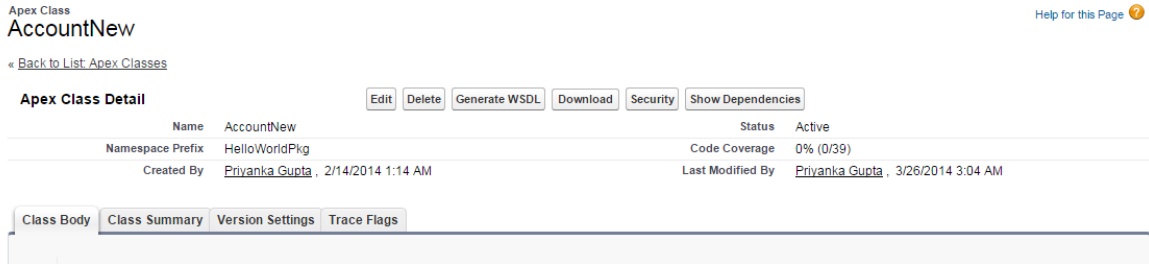 Apex Class
AccountNew
Help for this Page ?
« Back to List: Apex Classes
Apex Class Detail Edit Delete Generate WSDL Download Security Show Dependencies
Name AccountNew Status Active
Namespace Prefix HelloWorldPkg Code Coverage 0% (0/39)
Created By Priyanka Gupta , 2/14/2014 1:14 AM Last Modified By Priyanka Gupta , 3/26/2014 3:04 AM
Class Body Class Summary Version Settings Trace Flags